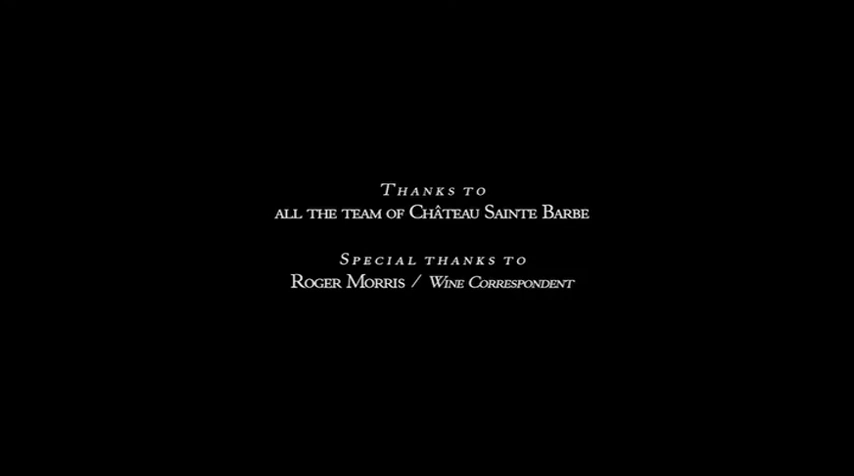 Thanks to
all the team of Château Sainte Barbe
Special thanks to
Roger Morris / Wine Correspondent